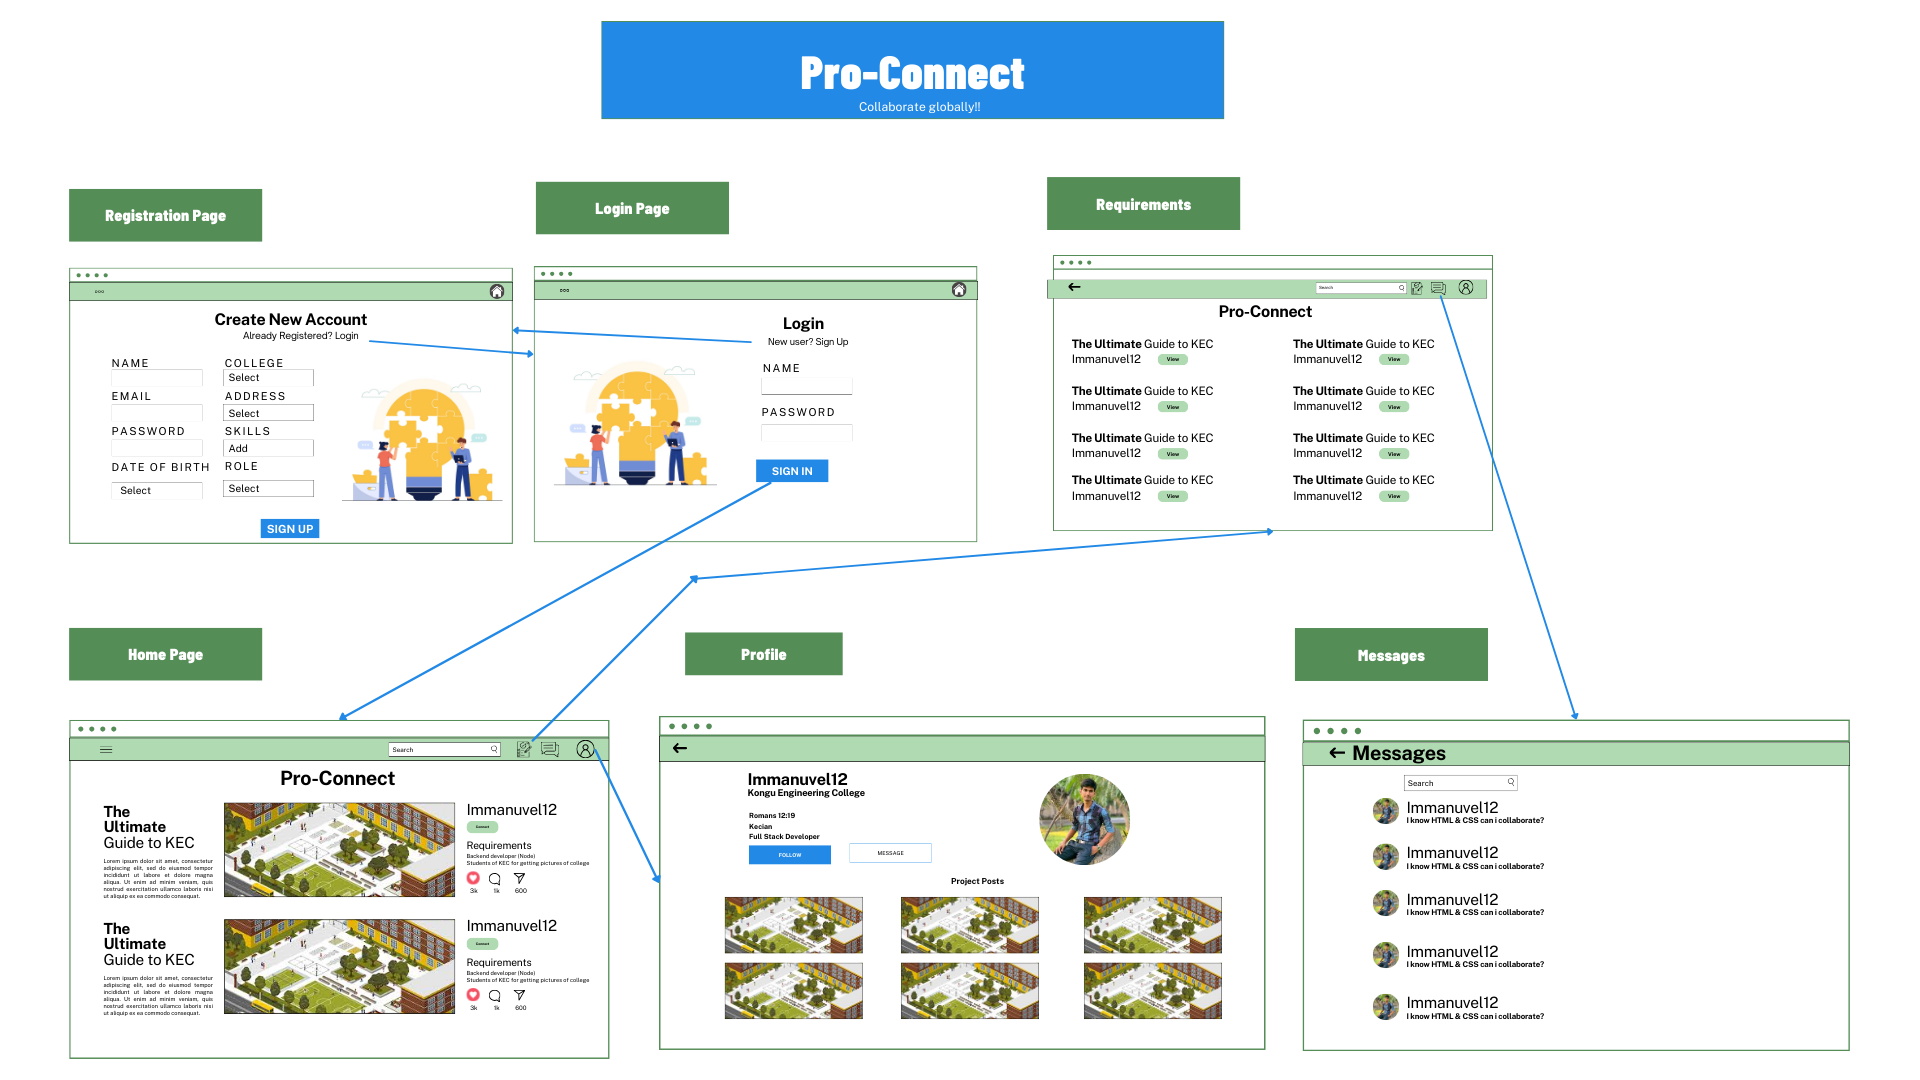 Pro-Connect
Collaborate globally!!
Registration Page
Login Page
Requirements
Create New Account
Already Registered? Login
NAME
COLLEGE
Select
EMAIL
ADDRESS
Select
PASSWORD
SKILLS
Add
DATE OF BIRTH
ROLE
Select
Select
SIGN UP
Login
New user? Sign Up
NAME
PASSWORD
SIGN IN
Search
Pro-Connect
The Ultimate Guide to KEC
Immanuvel12 View
The Ultimate Guide to KEC
Immanuvel12 View
The Ultimate Guide to KEC
Immanuvel12 View
The Ultimate Guide to KEC
Immanuvel12 View
The Ultimate Guide to KEC
Immanuvel12 View
The Ultimate Guide to KEC
Immanuvel12 View
The Ultimate Guide to KEC
Immanuvel12 View
The Ultimate Guide to KEC
Immanuvel12 View
Home Page
Profile
Messages
Search
Pro-Connect
The
Ultimate
Guide to KEC
Lorem ipsum dolor sit amet, consectetur
adipiscing elit, sed do eiusmod tempor
incididunt ut labore et dolore magna
aliqua. Ut enim ad minim veniam, quis
nostrud exercitation ullamco laboris nisi
ut aliquip ex ea commodo consequat.
Immanuvel12
Connect
Requirements
Backend developer (Node)
Students of KEC for getting pictures of college
3k 1k 600
The
Ultimate
Guide to KEC
Lorem ipsum dolor sit amet, consectetur
adipiscing elit, sed do eiusmod tempor
incididunt ut labore et dolore magna
aliqua. Ut enim ad minim veniam, quis
nostrud exercitation ullamco laboris nisi
ut aliquip ex ea commodo consequat.
Immanuvel12
Connect
Requirements
Backend developer (Node)
Students of KEC for getting pictures of college
3k 1k 600
Immanuvel12
Kongu Engineering College
Romans 12:19
Kecian
Full Stack Developer
FOLLOW
MESSAGE
Project Posts
Messages
Search
Immanuvel12
I know HTML & CSS can i collaborate?
Immanuvel12
I know HTML & CSS can i collaborate?
Immanuvel12
I know HTML & CSS can i collaborate?
Immanuvel12
I know HTML & CSS can i collaborate?
Immanuvel12
I know HTML & CSS can i collaborate?